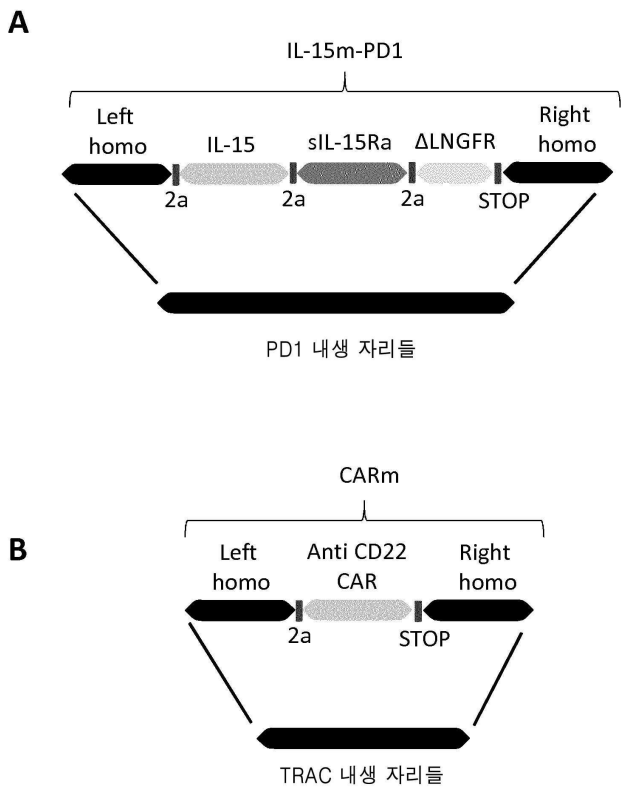 A
IL-15m-PD1
Left
homo
IL-15
sIL-15Ra
ΔLNGFR
Right
homo
2a
2a
2a
STOP
PD1 내생 자리들
CARm
B
Left
homo
Anti CD22
CAR
Right
homo
2a
STOP
TRAC 내생 자리들